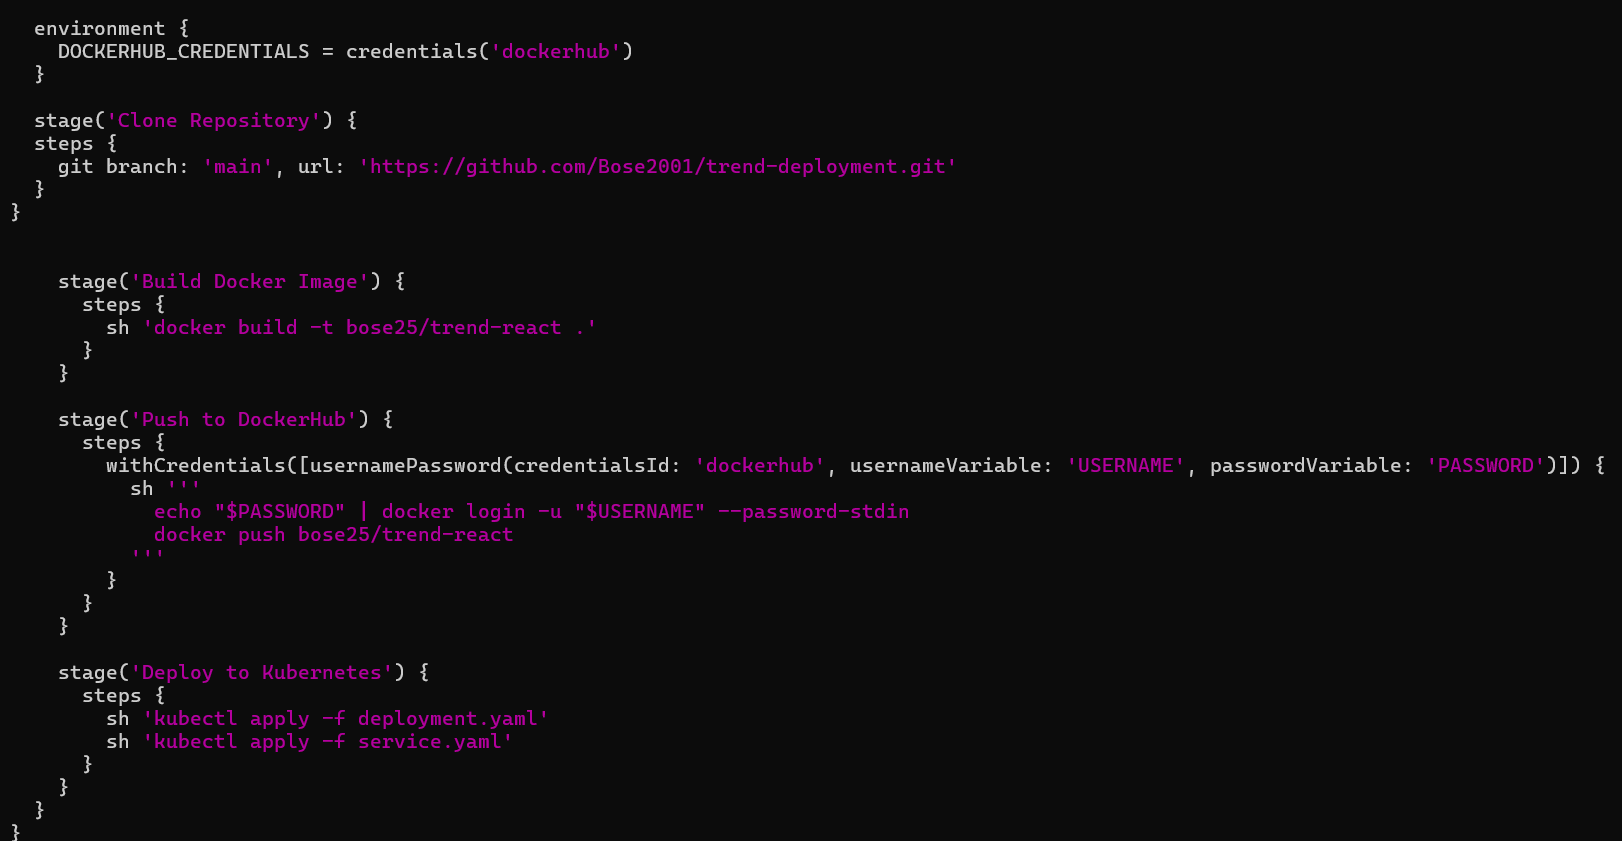 environment {
    DOCKERHUB_CREDENTIALS = credentials('dockerhub')
  }

  stage('Clone Repository') {
  steps {
    git branch: 'main', url: 'https://github.com/Bose2001/trend-deployment.git'
  }
}


    stage('Build Docker Image') {
      steps {
        sh 'docker build -t bose25/trend-react .'
      }
    }

    stage('Push to DockerHub') {
      steps {
        withCredentials([usernamePassword(credentialsId: 'dockerhub', usernameVariable: 'USERNAME', passwordVariable: 'PASSWORD')]) {
          sh '''
            echo "$PASSWORD" | docker login -u "$USERNAME" --password-stdin
            docker push bose25/trend-react
          '''
        }
      }
    }

    stage('Deploy to Kubernetes') {
      steps {
        sh 'kubectl apply -f deployment.yaml'
        sh 'kubectl apply -f service.yaml'
      }
    }
  }
}